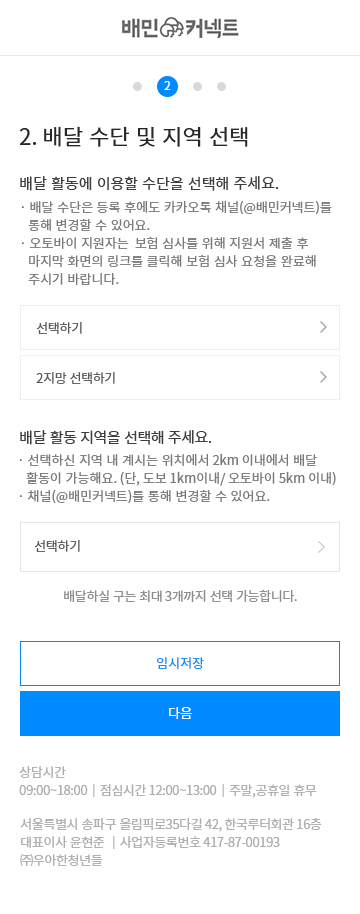 배민커넥트
2
2. 배달 수단 및 지역 선택
배달 활동에 이용할 수단을 선택해 주세요.
· 배달 수단은 등록 후에도 카카오톡 채널(@배민커넥트)를
통해 변경할 수 있어요.
· 오토바이 지원자는 보험 심사를 위해 지원서 제출 후
마지막 화면의 링크를 클릭해 보험 심사 요청을 완료해
주시기 바랍니다.
선택하기
2지망 선택하기
배달 활동 지역을 선택해 주세요.
· 선택하신 지역 내 계시는 위치에서 2km 이내에서 배달
활동이 가능해요. (단, 도보 1km이내/ 오토바이 5km 이내)
· 채널(@배민커넥트)를 통해 변경할 수 있어요.
선택하기
배달하실 구는 최대 3개까지 선택 가능합니다.
임시저장
다음
상담시간
09:00~18:00 | 점심시간 12:00~13:00 | 주말,공휴일 휴무
서울특별시 송파구 올림픽로35다길 42, 한국루터회관 16층
대표이사 윤현준 | 사업자등록번호 417-87-00193
㈜우아한청년들